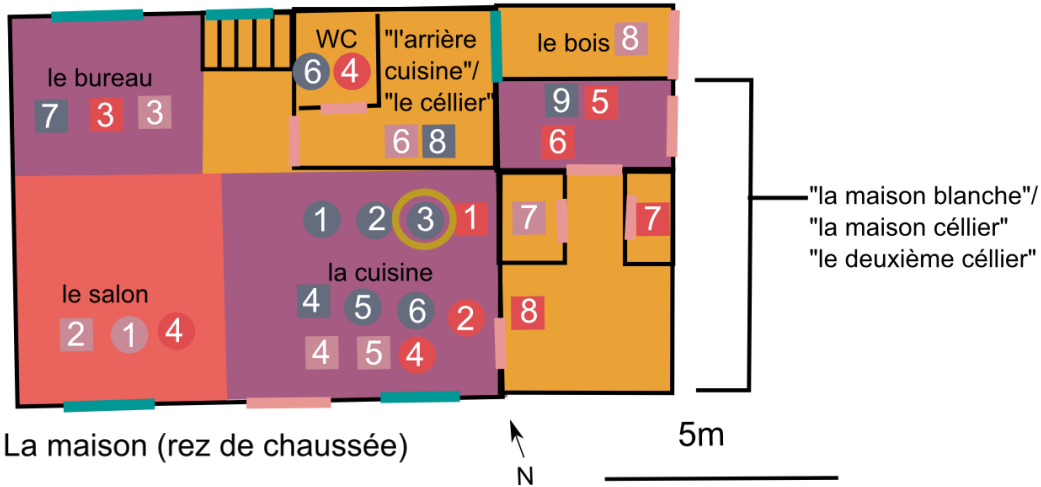 WC
"l'arrière
cuisine"/
"le céllier"
le bois 8
le bureau
6 4
7 3 3
9 5
6 8
6
"la maison blanche"/
"la maison céllier"
"le deuxième céllier"
1 2 3 1
7
7
la cuisine
le salon
4 5 6 2
8
2 1 4
4 5 4
La maison (rez de chaussée)
5m
N